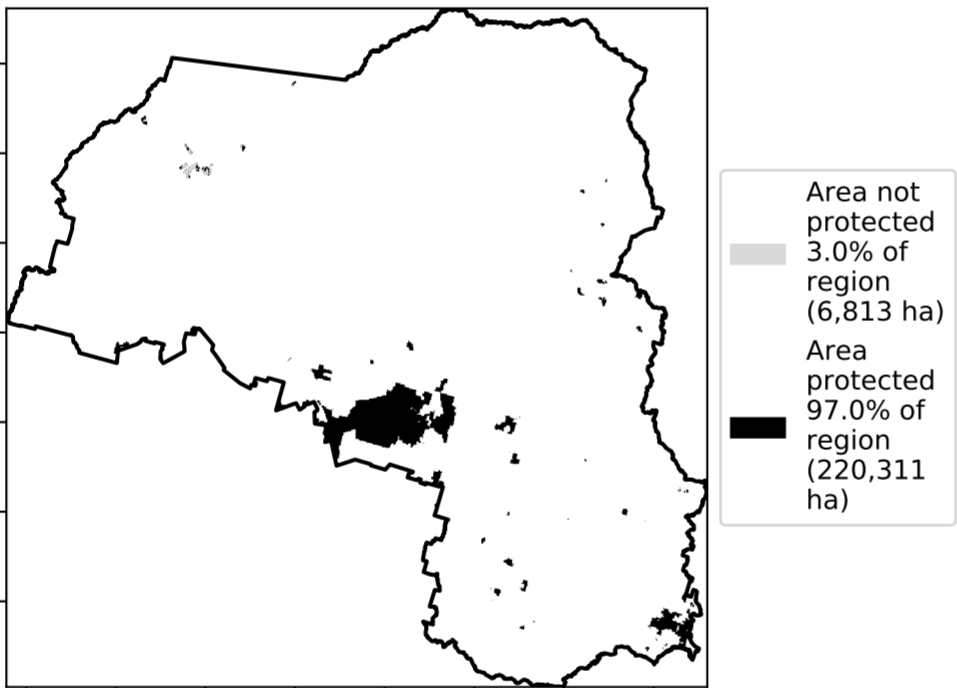 Area not
protected
3.0% of
region
(6,813 ha)
Area
protected
97.0% of
region
(220,311
ha)